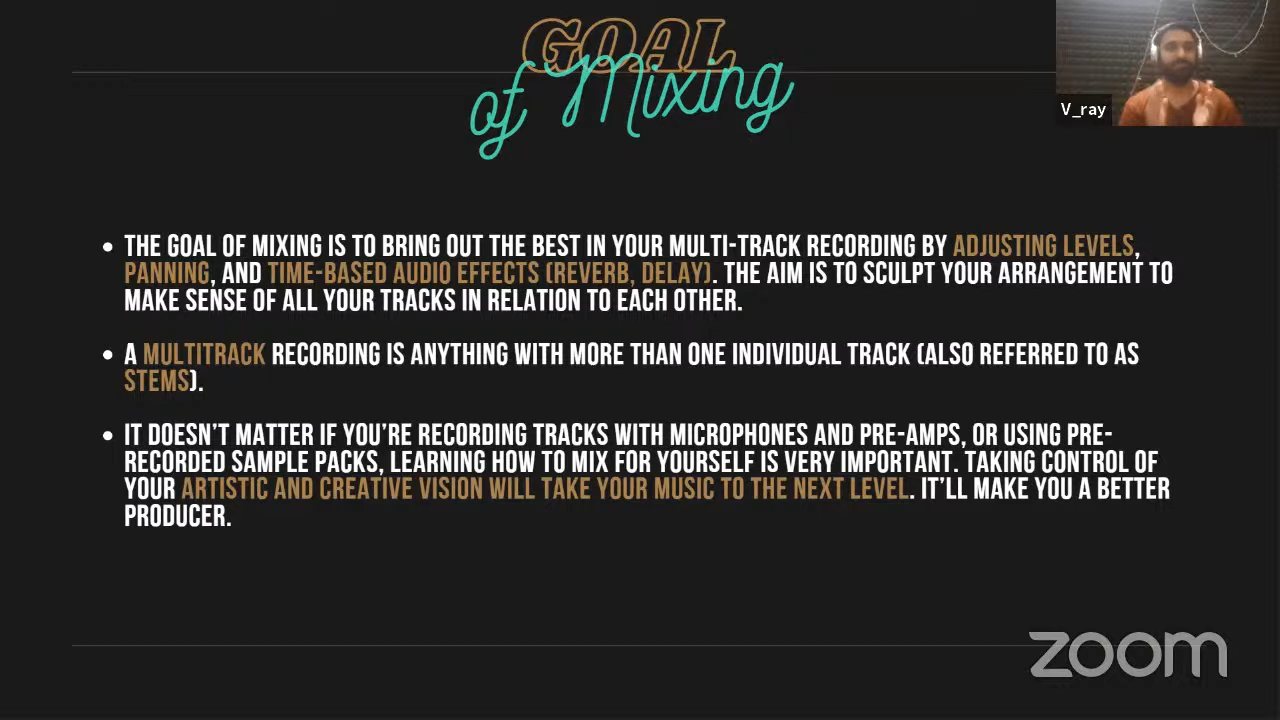 GOAL
of Mixing
V_ray
• THE GOAL OF MIXING IS TO BRING OUT THE BEST IN YOUR MULTI-TRACK RECORDING BY ADJUSTING LEVELS,
PANNING, AND TIME-BASED AUDIO EFFECTS (REVERB, DELAY). THE AIM IS TO SCULPT YOUR ARRANGEMENT TO
MAKE SENSE OF ALL YOUR TRACKS IN RELATION TO EACH OTHER.
• A MULTITRACK RECORDING IS ANYTHING WITH MORE THAN ONE INDIVIDUAL TRACK (ALSO REFERRED TO AS
STEMS).
• IT DOESN'T MATTER IF YOU'RE RECORDING TRACKS WITH MICROPHONES AND PRE-AMPS, OR USING PRE-
RECORDED SAMPLE PACKS, LEARNING HOW TO MIX FOR YOURSELF IS VERY IMPORTANT. TAKING CONTROL OF
YOUR ARTISTIC AND CREATIVE VISION WILL TAKE YOUR MUSIC TO THE NEXT LEVEL. IT'LL MAKE YOU A BETTER
PRODUCER.
zoom